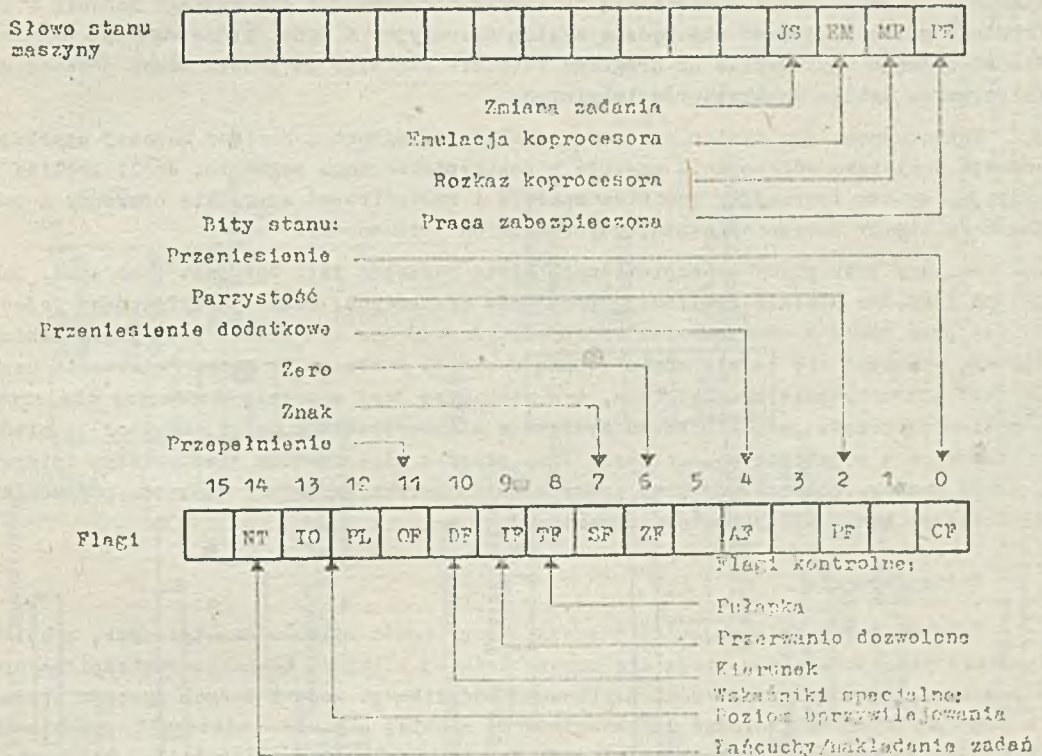 Słowo stanu
maszyny
JS EM MP PE
Zmiana zadania
Emulacja koprocesora
Rozkaz koprocesora
Praca zabezpieczona
Bity stanu:
Przeniesienie
Parzystość
Przeniesienie dodatkowe
Zero
Znak
Przepełnienie
15 14 13 12 11 10 9 8 7 6 5 4 3 2 1 0
Flagi
NT IO PL OF DF IF TF SF ZF AF PF CF
Flagi kontrolne:
Pułapka
Przerwanie dozwolone
Kierunek
Wskaźniki specjalne:
Poziom uprzywilejowania
Łańcuchy/nakładanie zadań